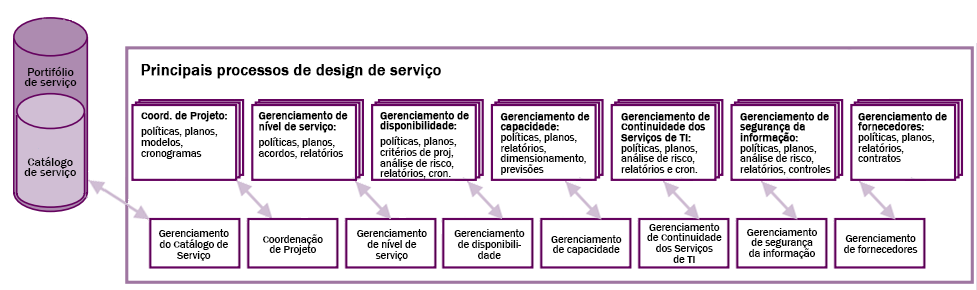 Portifólio
de serviço
Catálogo
de serviço
Principais processos de design de serviço
Coord. de Projeto:
políticas, planos,
modelos,
cronogramas
Gerenciamento de
nível de serviço:
políticas, planos,
acordos, relatórios
Gerenciamento de
disponibilidade:
políticas, planos,
critérios de proj,
análise de risco,
relatórios, cron.
Gerenciamento de
capacidade:
políticas, planos,
relatórios,
dimensionamento,
previsões
Gerenciamento de
Continuidade dos
Serviços de TI:
políticas, planos,
análise de risco,
relatórios e cron.
Gerenciamento de
segurança da
informação:
políticas, planos,
análise de risco,
relatórios, controles
Gerenciamento de
fornecedores:
políticas, planos,
relatórios,
contratos
Gerenciamento
do Catálogo de
Serviço
Coordenação
de Projeto
Gerenciamento
de nível de
serviço
Gerenciamento
de disponibili-
dade
Gerenciamento
de capacidade
Gerenciamento
de Continuidade
dos Serviços
de TI
Gerenciamento
de segurança
da informação
Gerenciamento
de fornecedores